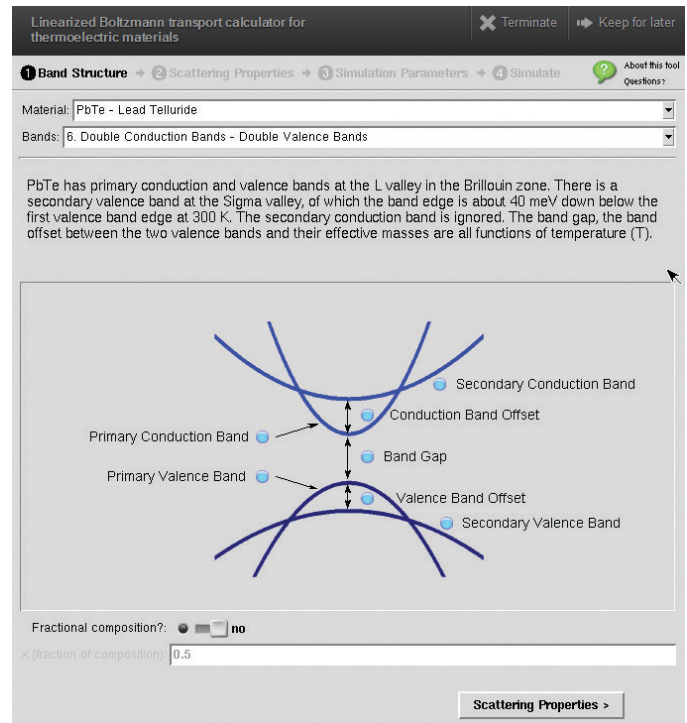 Linearized Boltzmann transport calculator for
thermoelectric materials
Terminate
Keep for later
1 Band Structure → 2 Scattering Properties → 3 Simulation Parameters → 4 Simulate
About this tool
Questions?
Material: PbTe - Lead Telluride
Bands: 6. Double Conduction Bands - Double Valence Bands
PbTe has primary conduction and valence bands at the L valley in the Brillouin zone. There is a
secondary valence band at the Sigma valley, of which the band edge is about 40 meV down below the
first valence band edge at 300 K. The secondary conduction band is ignored. The band gap, the band
offset between the two valence bands and their effective masses are all functions of temperature (T).
Secondary Conduction Band
Conduction Band Offset
Primary Conduction Band
Band Gap
Primary Valence Band
Valence Band Offset
Secondary Valence Band
Fractional composition?: no
x (fraction of composition): 0.5
Scattering Properties >